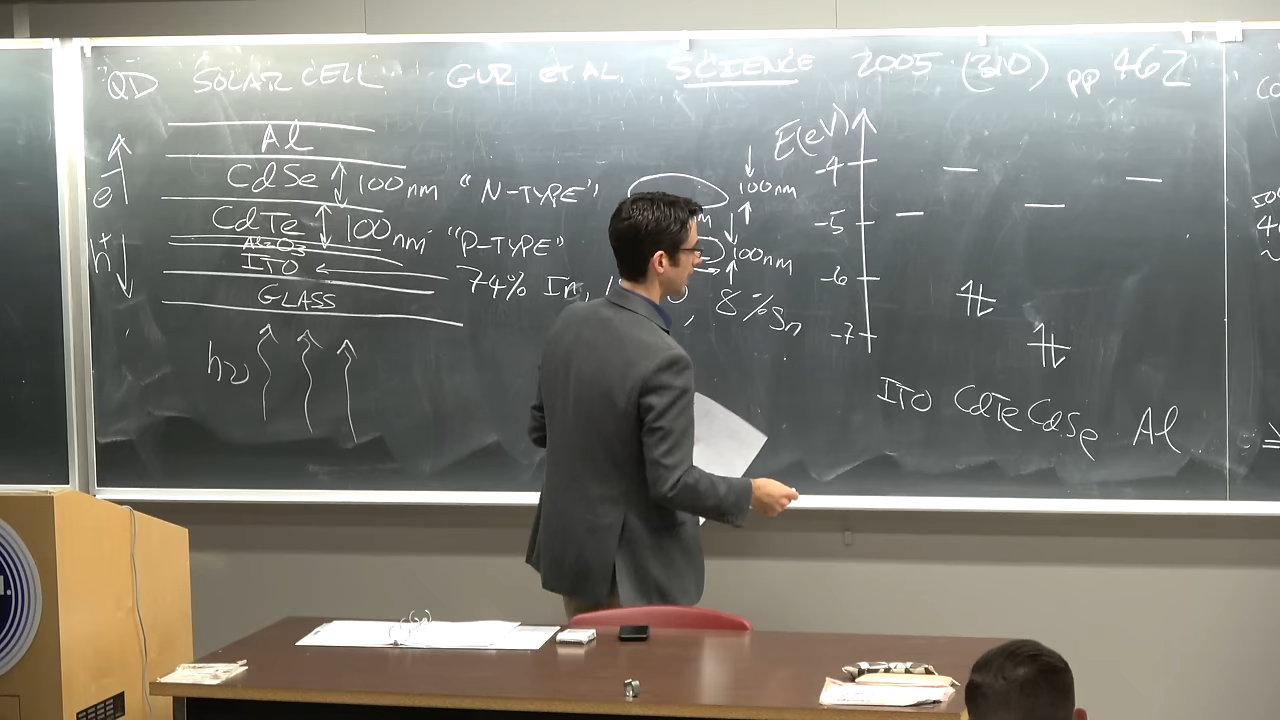 QD SOLAR CELL GUR ET. AL. SCIENCE 2005 (310) pp 462
Al
CdSe 100nm "N-TYPE"
CdTe 100nm "P-TYPE"
Al2O3
ITO 74% In, 8% Sn
GLASS
e-
h+
hν
100nm
100nm
E(eV)
-4
-5
-6
-7
ITO CdTe CdSe Al